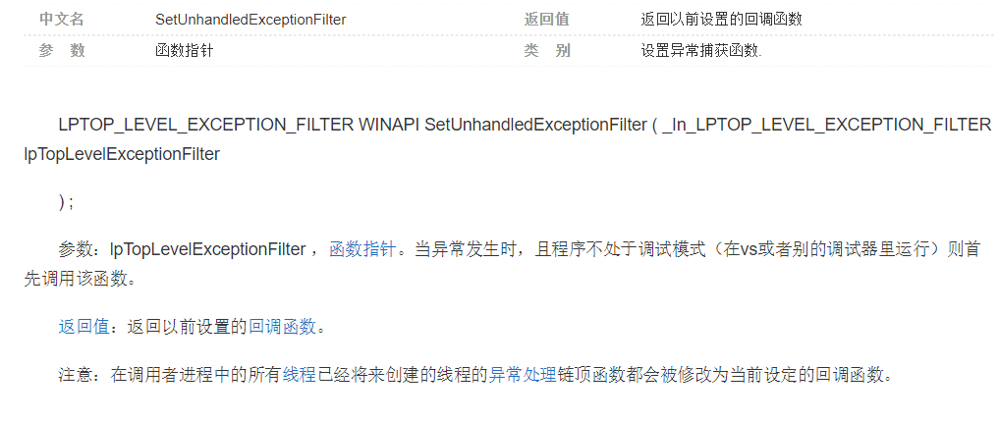 中文名 SetUnhandledExceptionFilter 返回值 返回以前设置的回调函数
参 数 函数指针 类 别 设置异常捕获函数.
LPTOP_LEVEL_EXCEPTION_FILTER WINAPI SetUnhandledExceptionFilter ( _In_LPTOP_LEVEL_EXCEPTION_FILTER
lpTopLevelExceptionFilter
) ;
参数：lpTopLevelExceptionFilter ，函数指针。当异常发生时，且程序不处于调试模式（在vs或者别的调试器里运行）则首
先调用该函数。
返回值：返回以前设置的回调函数。
注意：在调用者进程中的所有线程已经将来创建的线程的异常处理链顶函数都会被修改为当前设定的回调函数。